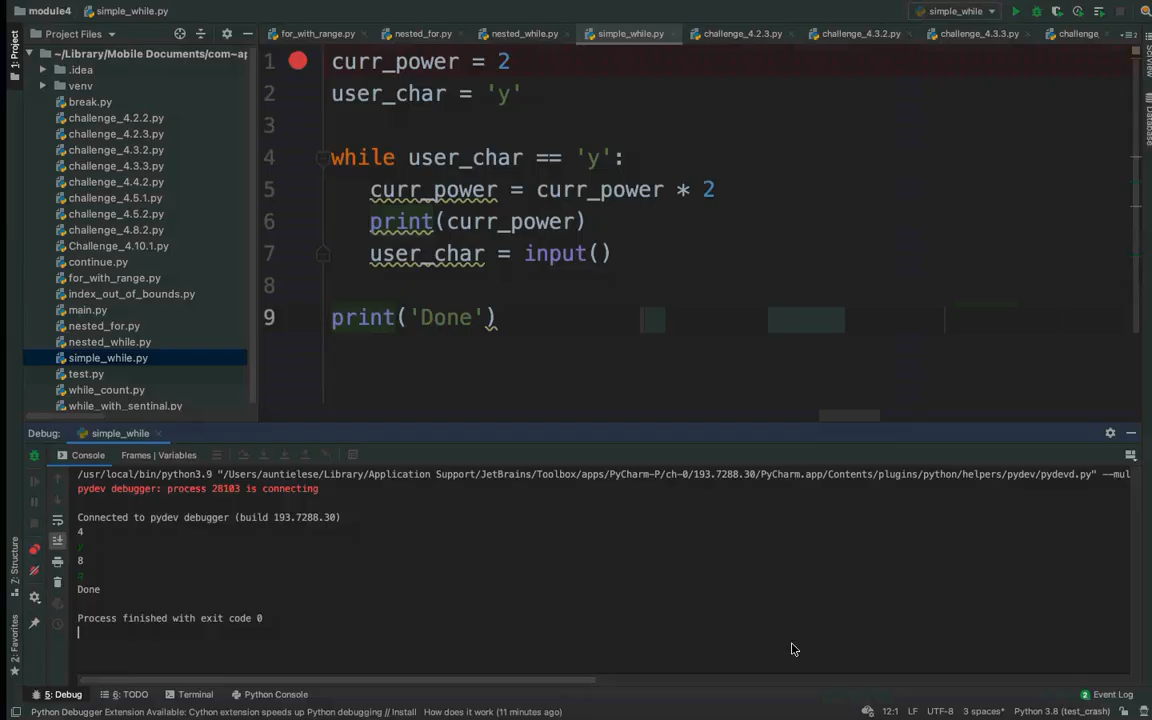 module4 simple_while.py simple_while
1: Project Project Files for_with_range.py nested_for.py nested_while.py simple_while.py challenge_4.2.3.py challenge_4.3.2.py challenge_4.3.3.py challenge
~/Library/Mobile Documents/com~ap
.idea
venv
break.py
challenge_4.2.2.py
challenge_4.2.3.py
challenge_4.3.2.py
challenge_4.3.3.py
challenge_4.4.2.py
challenge_4.5.1.py
challenge_4.5.2.py
challenge_4.8.2.py
Challenge_4.10.1.py
continue.py
for_with_range.py
index_out_of_bounds.py
main.py
nested_for.py
nested_while.py
simple_while.py
test.py
while_count.py
while_with_sentinal.py
1 curr_power = 2
2 user_char = 'y'
3
4 while user_char == 'y':
5 curr_power = curr_power * 2
6 print(curr_power)
7 user_char = input()
8
9 print('Done')
SciView
Database
Debug: simple_while
Console Frames | Variables
/usr/local/bin/python3.9 "/Users/auntielese/Library/Application Support/JetBrains/Toolbox/apps/PyCharm-P/ch-0/193.7288.30/PyCharm.app/Contents/plugins/python/helpers/pydev/pydevd.py" --mul
pydev debugger: process 28103 is connecting
Connected to pydev debugger (build 193.7288.30)
4
y
8
Done
Process finished with exit code 0
Z: Structure
2: Favorites
5: Debug 6: TODO Terminal Python Console 2 Event Log
Python Debugger Extension Available: Cython extension speeds up Python debugging // Install How does it work (11 minutes ago) 12:1 LF UTF-8 3 spaces* Python 3.8 (test_crash)